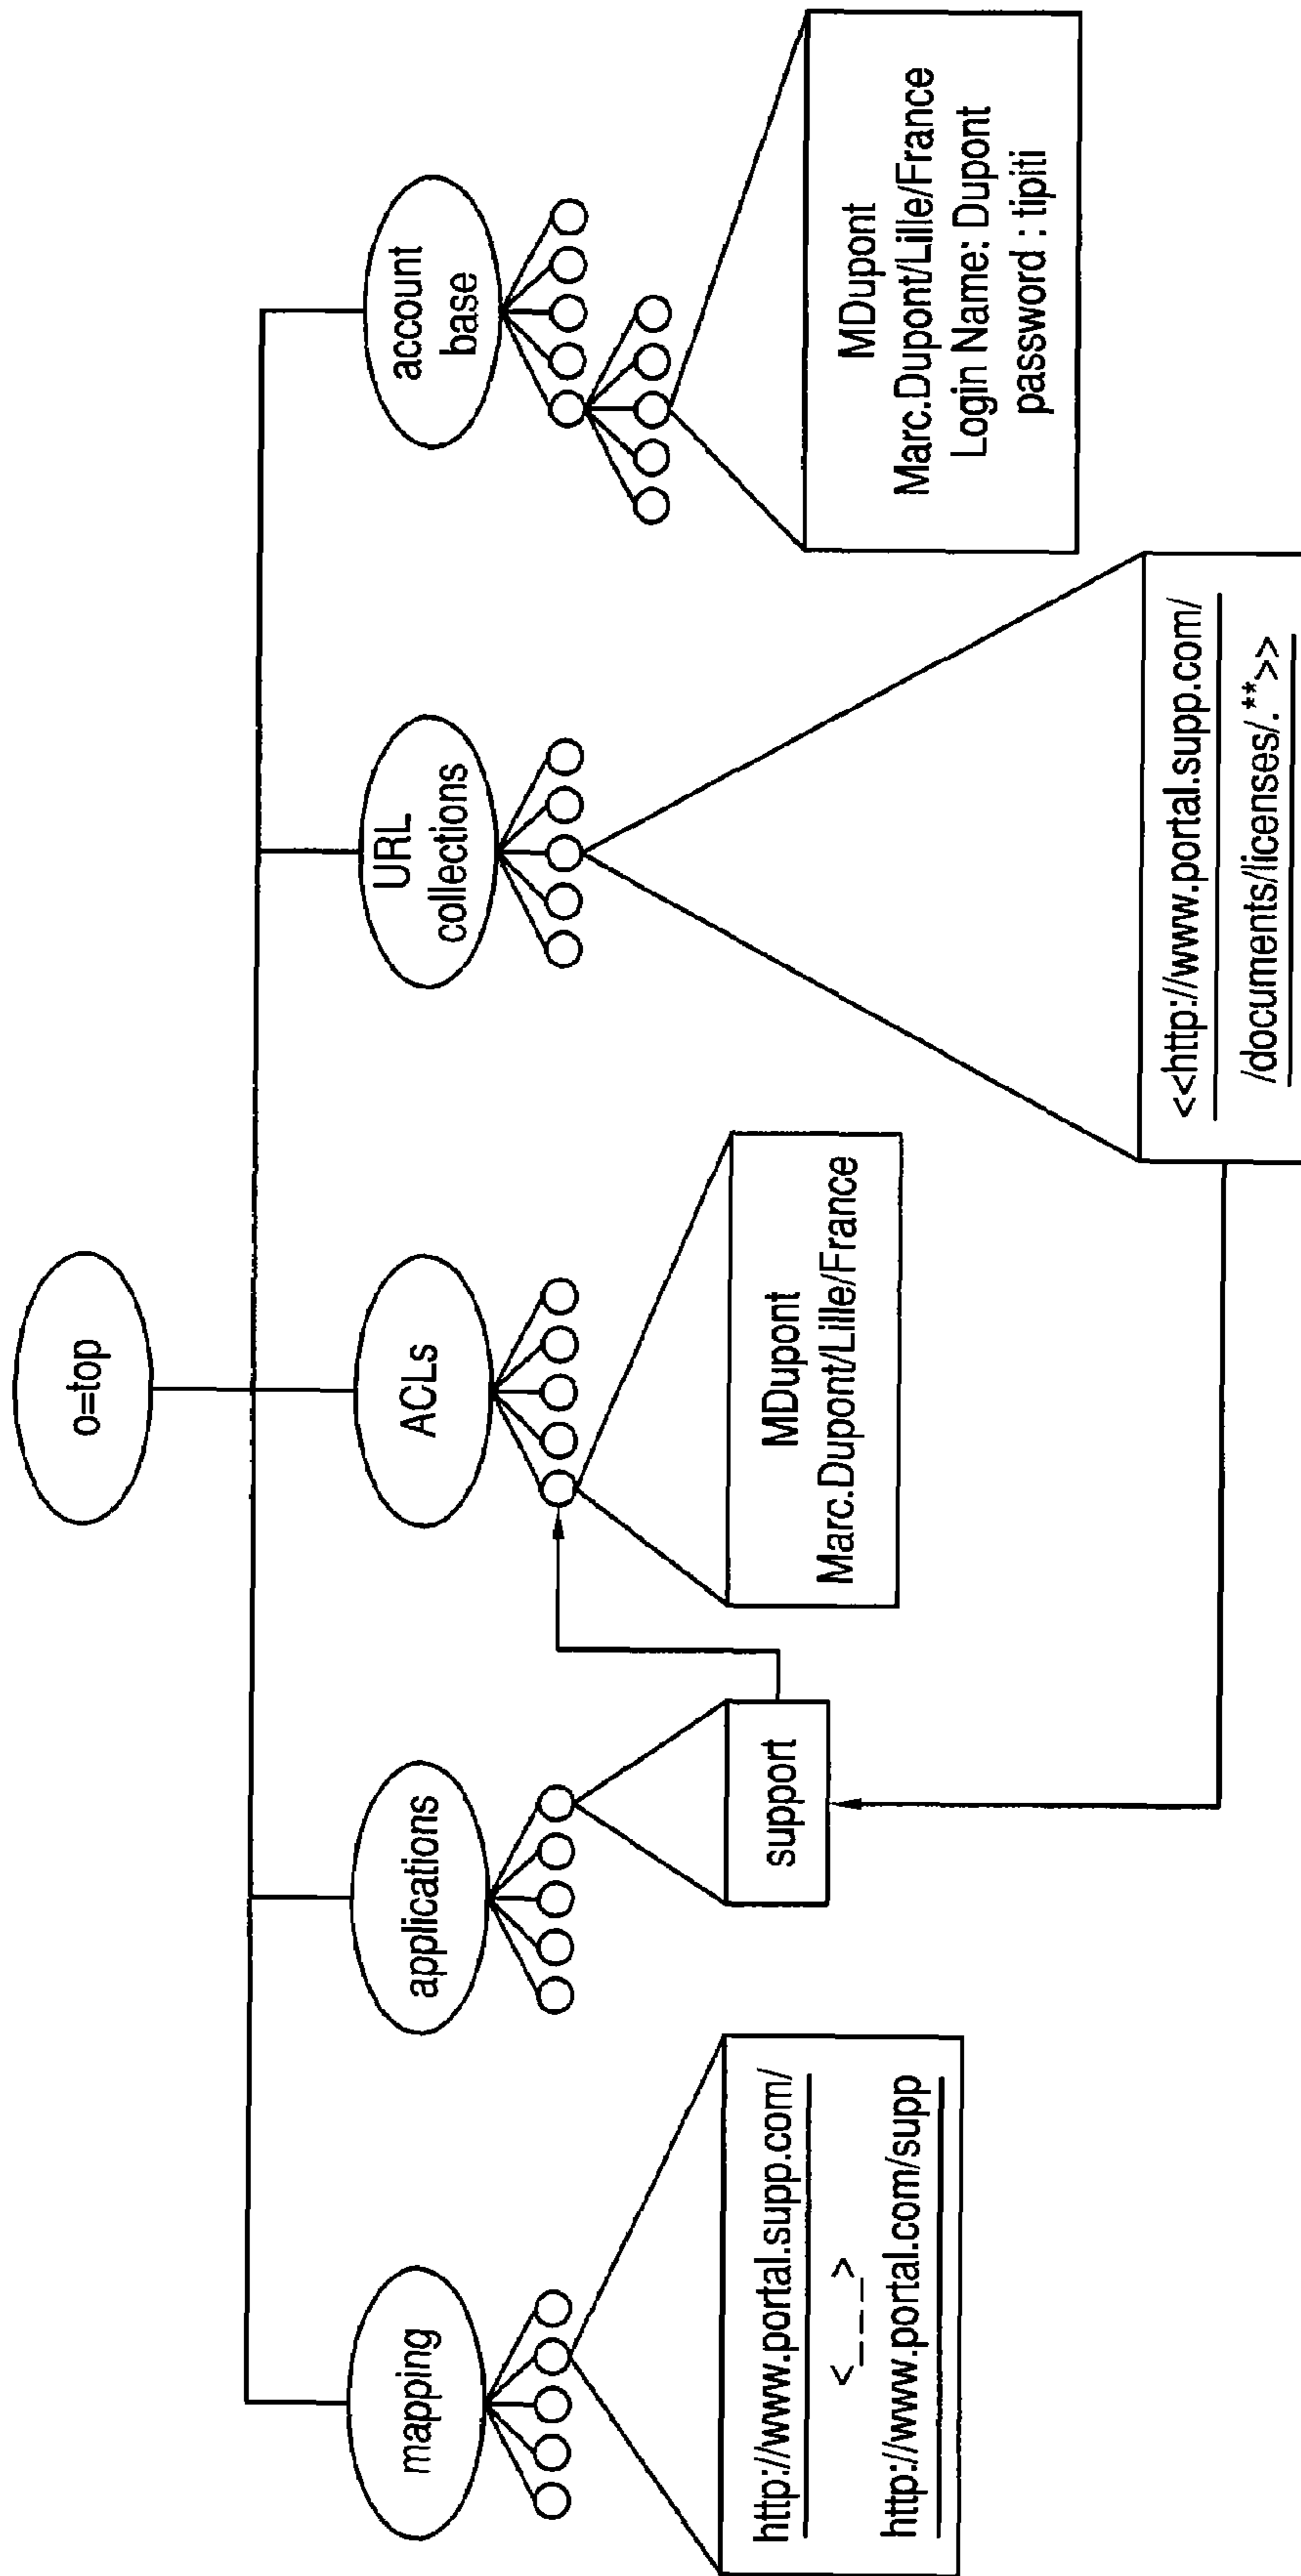 o=top
mapping
applications
ACLs
URL
collections
account
base
http://www.portal.supp.com/
<___>
http://www.portal.com/supp
support
MDupont
Marc.Dupont/Lille/France
<<http://www.portal.supp.com/
/documents/licenses/.**>>
MDupont
Marc.Dupont/Lille/France
Login Name: Dupont
password : tipiti